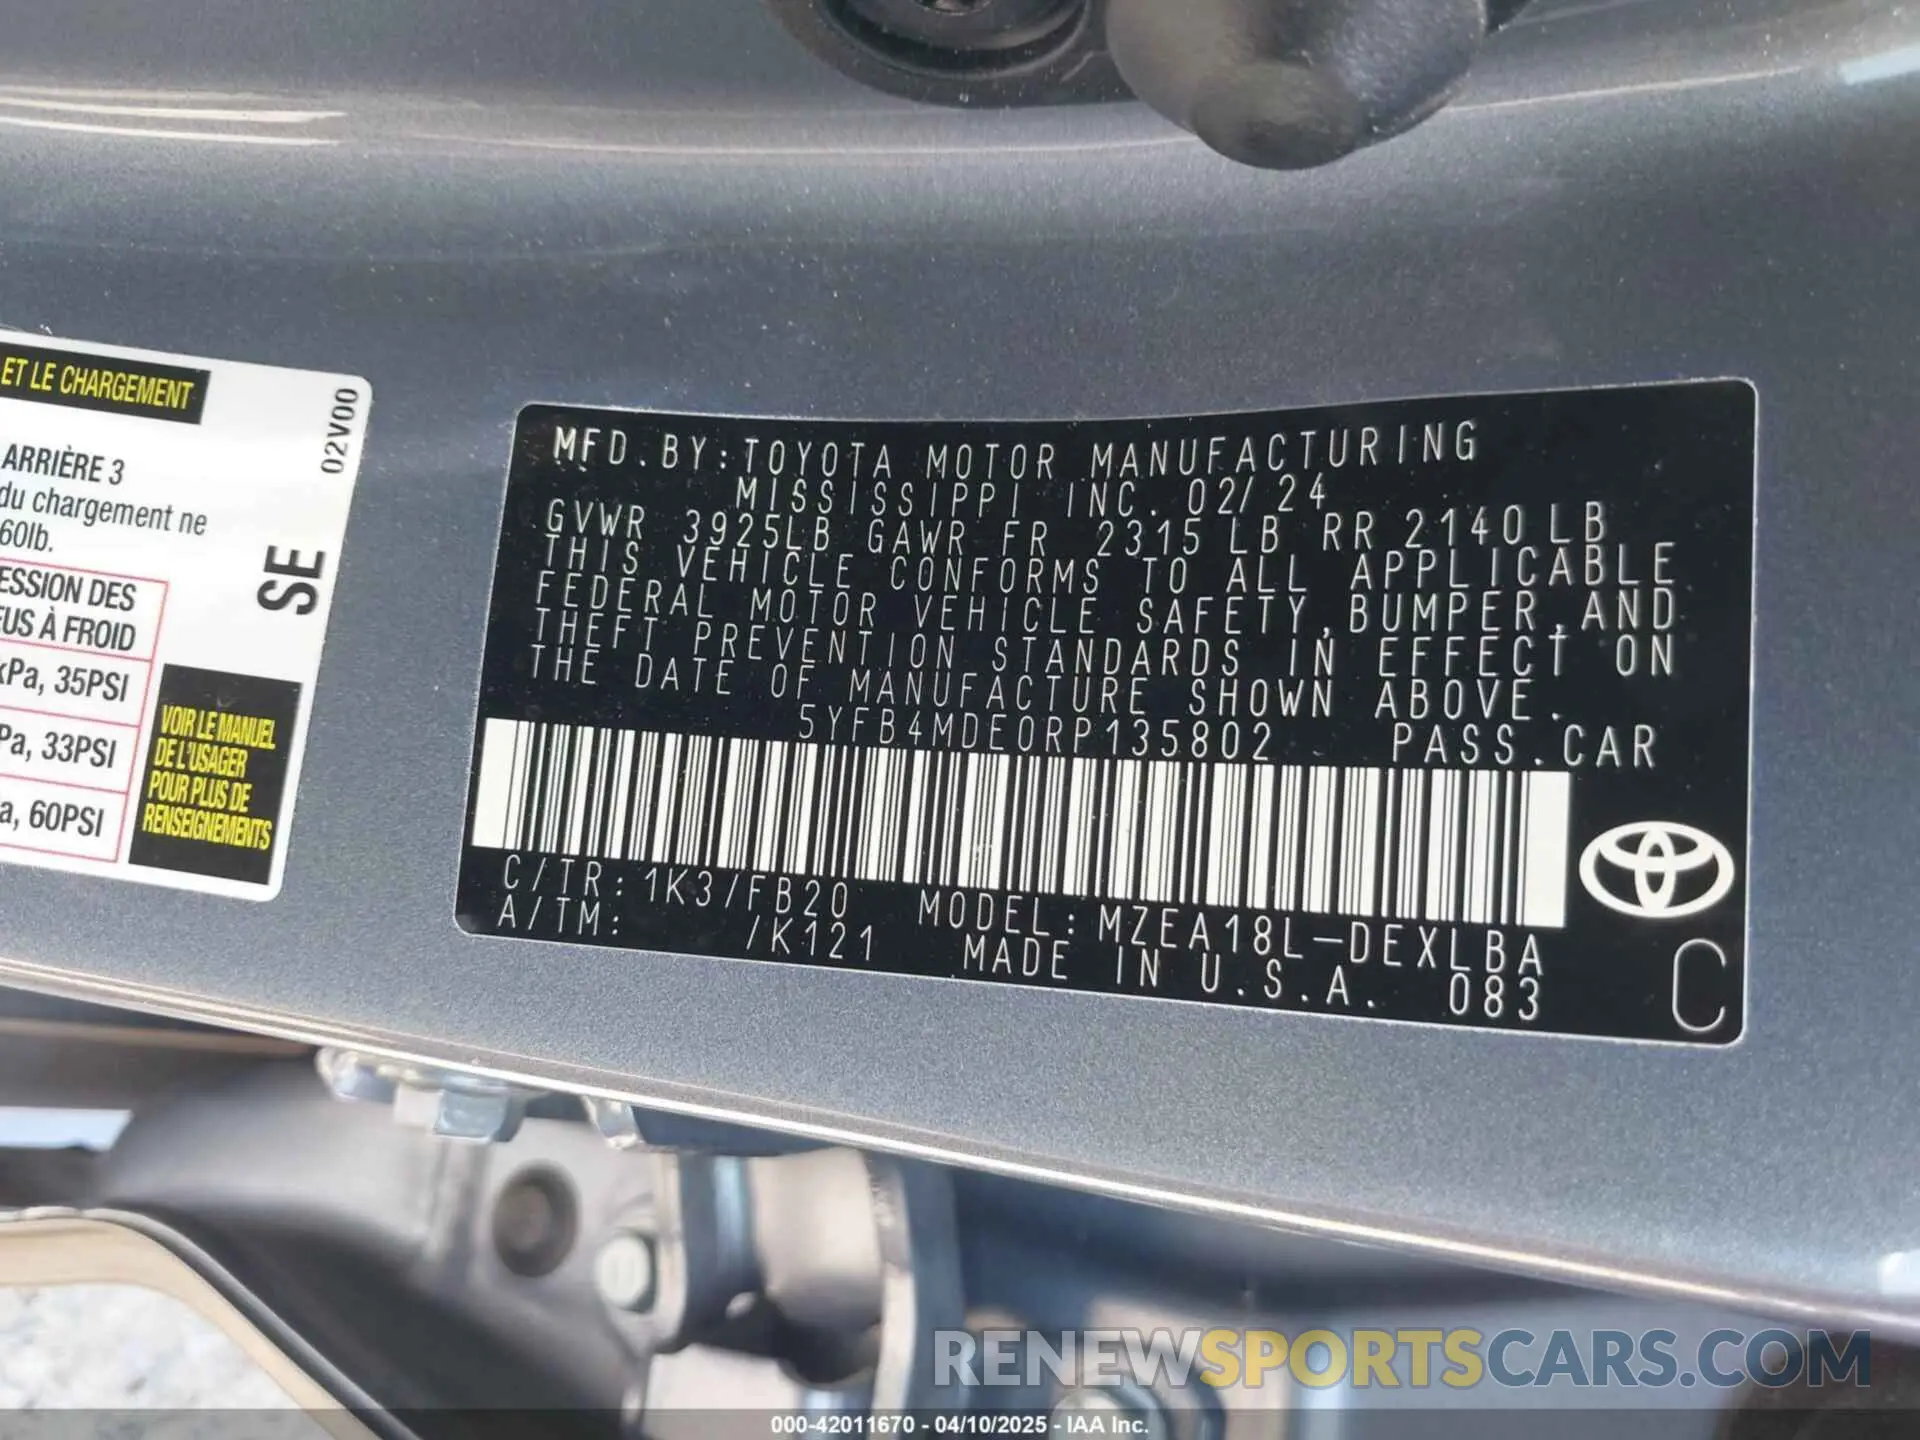 ET LE CHARGEMENT
ARRIÈRE 3
du chargement ne
60lb.
ESSION DES
EUS À FROID
kPa, 35PSI
Pa, 33PSI
a, 60PSI
02V00
SE
VOIR LE MANUEL
DE L'USAGER
POUR PLUS DE
RENSEIGNEMENTS
MFD.BY:TOYOTA MOTOR MANUFACTURING
MISSISSIPPI INC. 02/24
GVWR 3925LB GAWR FR 2315 LB RR 2140LB
THIS VEHICLE CONFORMS TO ALL APPLICABLE
FEDERAL MOTOR VEHICLE SAFETY,BUMPER,AND
THEFT PREVENTION STANDARDS IN EFFECT ON
THE DATE OF MANUFACTURE SHOWN ABOVE.
5YFB4MDE0RP135802 PASS.CAR
C/TR:1K3/FB20 MODEL:MZEA18L-DEXLBA
A/TM: /K121 MADE IN U.S.A. 083
C
RENEWSPORTSCARS.COM
000-42011670 - 04/10/2025 - IAA Inc.